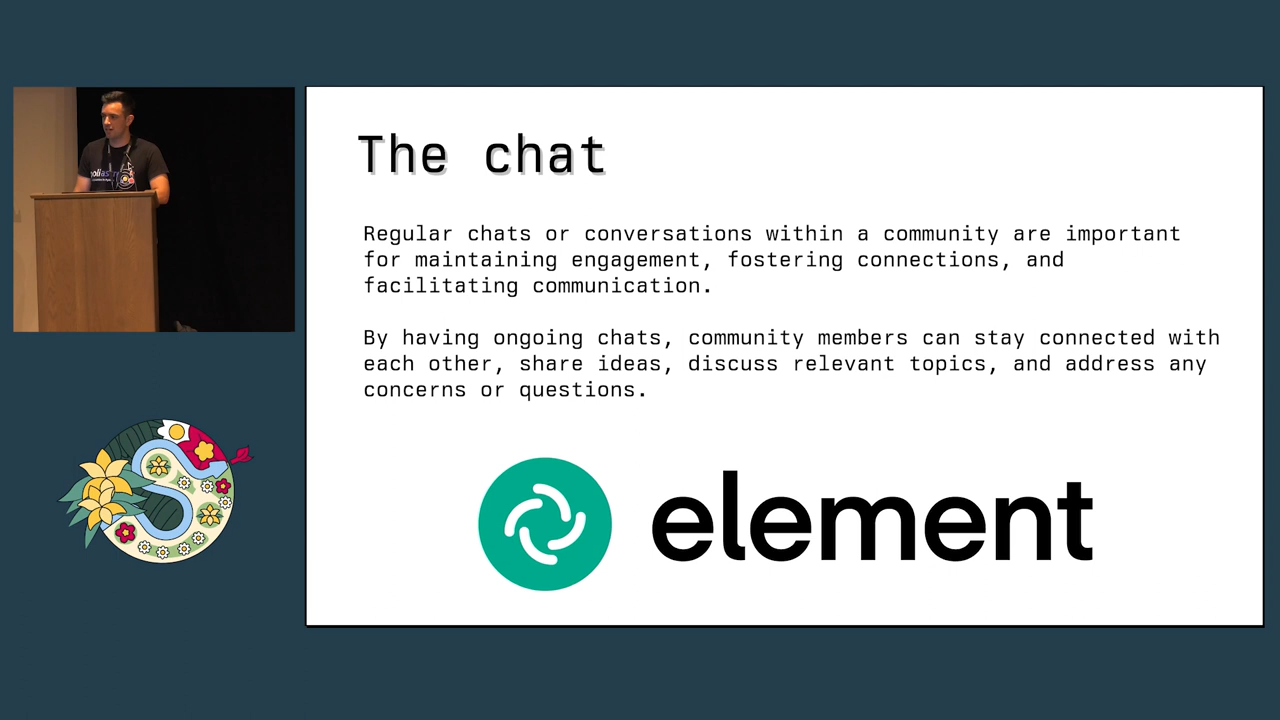 The chat
Regular chats or conversations within a community are important
for maintaining engagement, fostering connections, and
facilitating communication.
By having ongoing chats, community members can stay connected with
each other, share ideas, discuss relevant topics, and address any
concerns or questions.
element